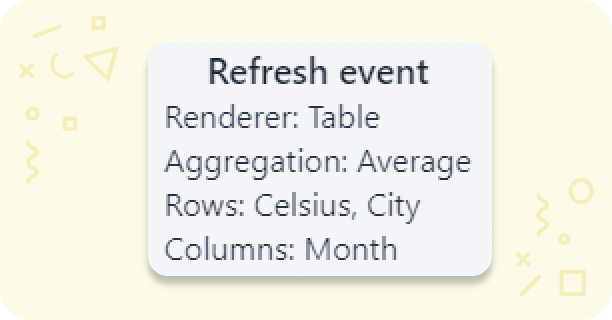 Refresh event
Renderer: Table
Aggregation: Average
Rows: Celsius, City
Columns: Month